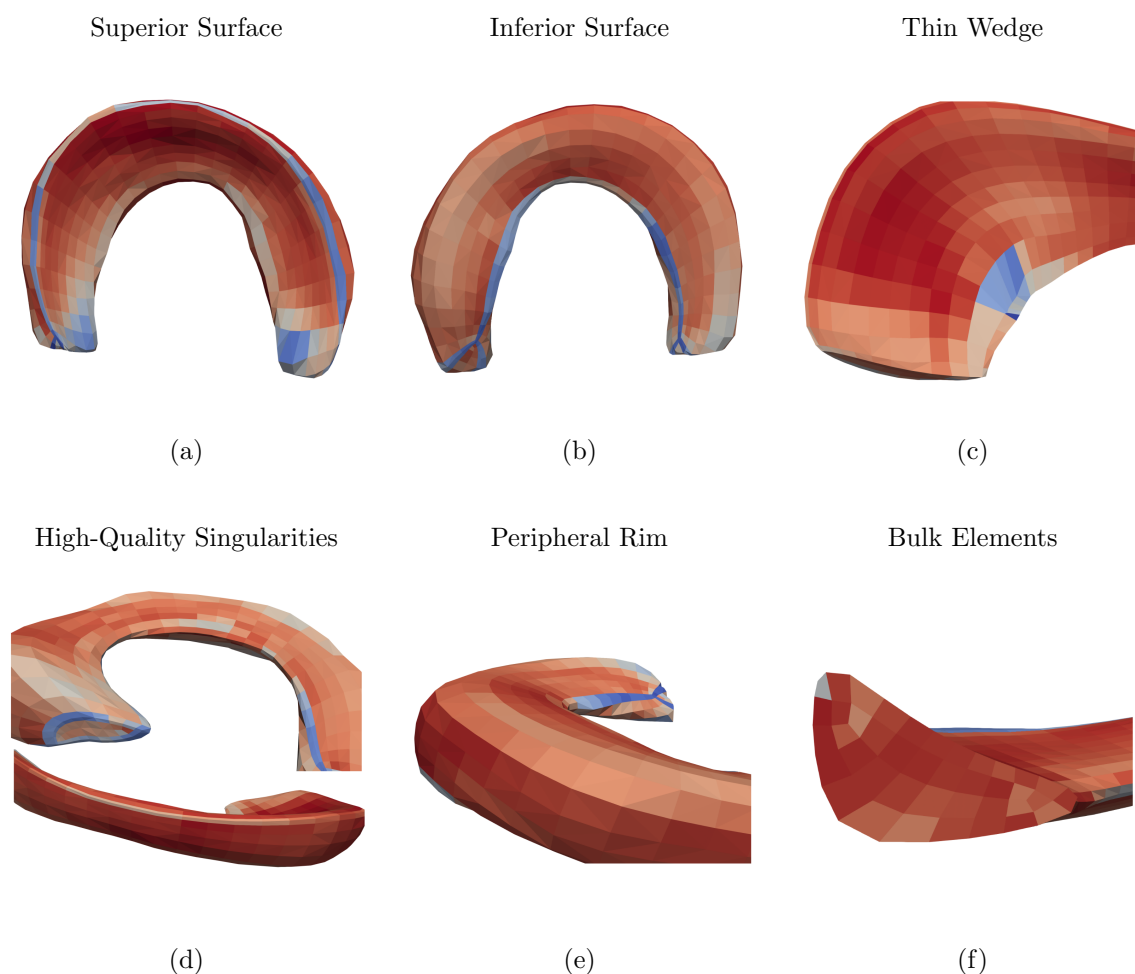 Superior Surface
Inferior Surface
Thin Wedge
(a)
(b)
(c)
High-Quality Singularities
Peripheral Rim
Bulk Elements
(d)
(e)
(f)